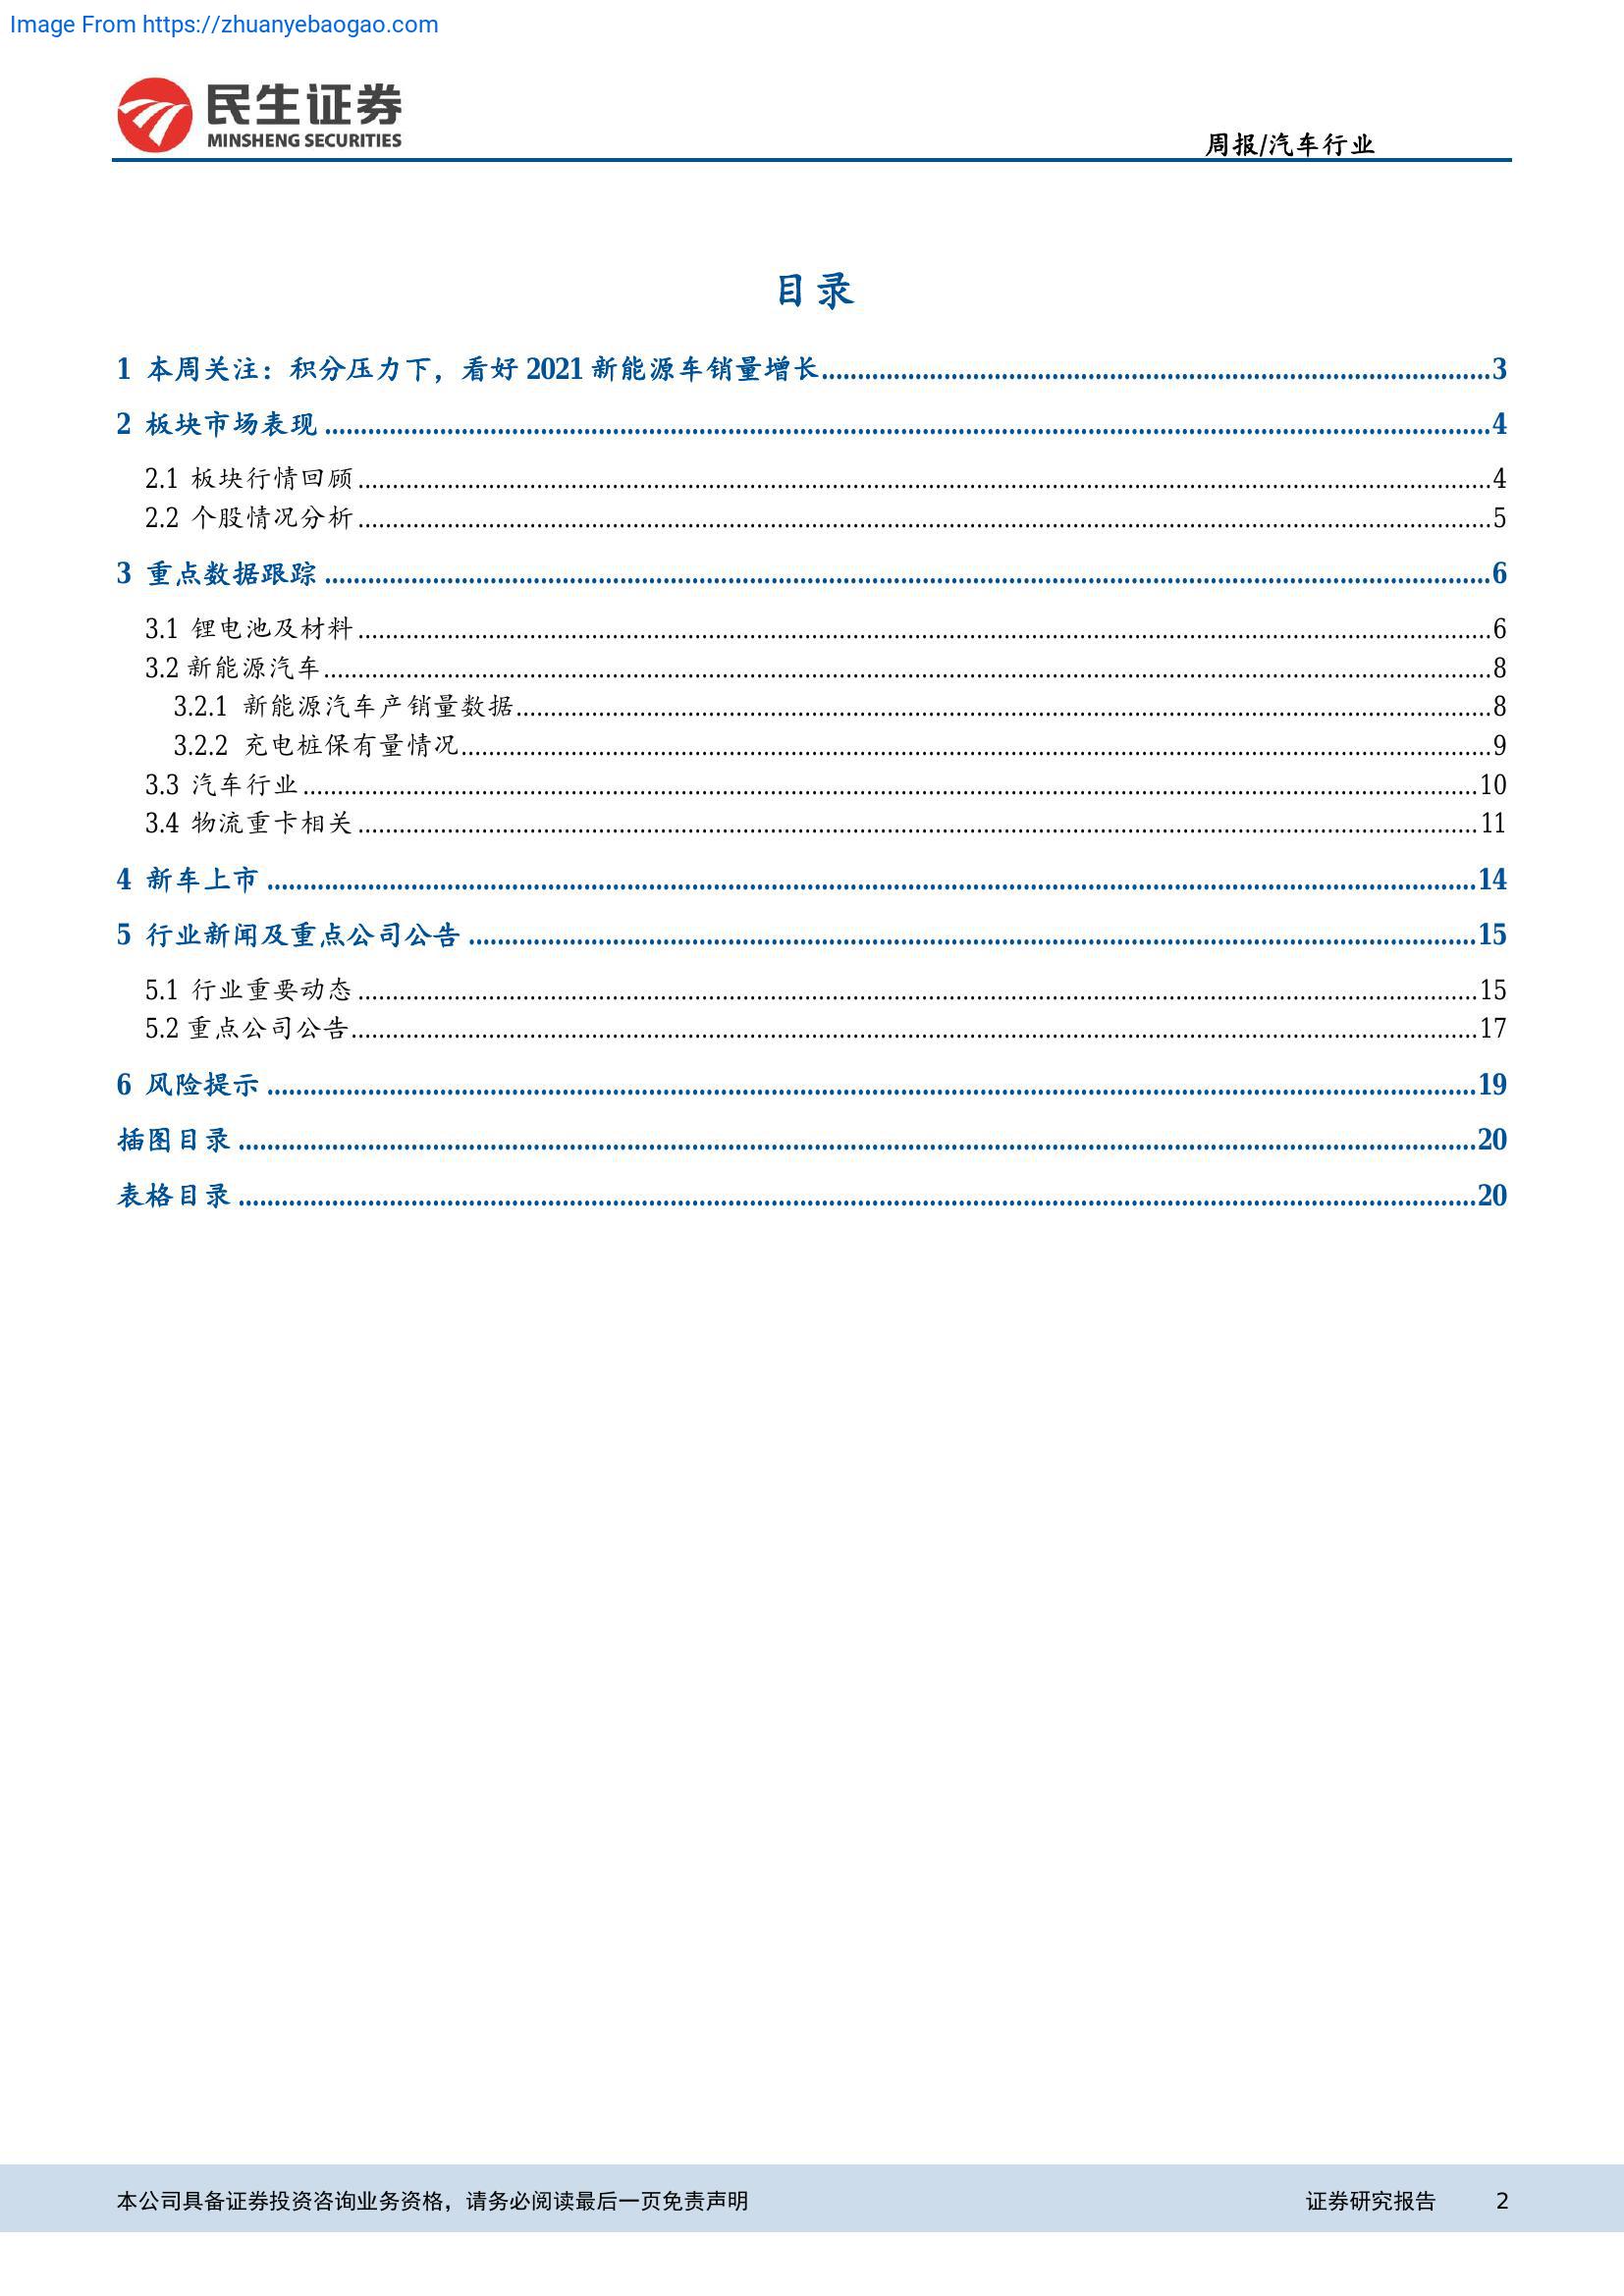 Image From https://zhuanyebaogao.com
民生证券
MINSHENG SECURITIES
周报/汽车行业
目录
1 本周关注：积分压力下，看好 2021 新能源车销量增长 3
2 板块市场表现 4
2.1 板块行情回顾 4
2.2 个股情况分析 5
3 重点数据跟踪 6
3.1 锂电池及材料 6
3.2 新能源汽车 8
3.2.1 新能源汽车产销量数据 8
3.2.2 充电桩保有量情况 9
3.3 汽车行业 10
3.4 物流重卡相关 11
4 新车上市 14
5 行业新闻及重点公司公告 15
5.1 行业重要动态 15
5.2 重点公司公告 17
6 风险提示 19
插图目录 20
表格目录 20
本公司具备证券投资咨询业务资格，请务必阅读最后一页免责声明 证券研究报告 2